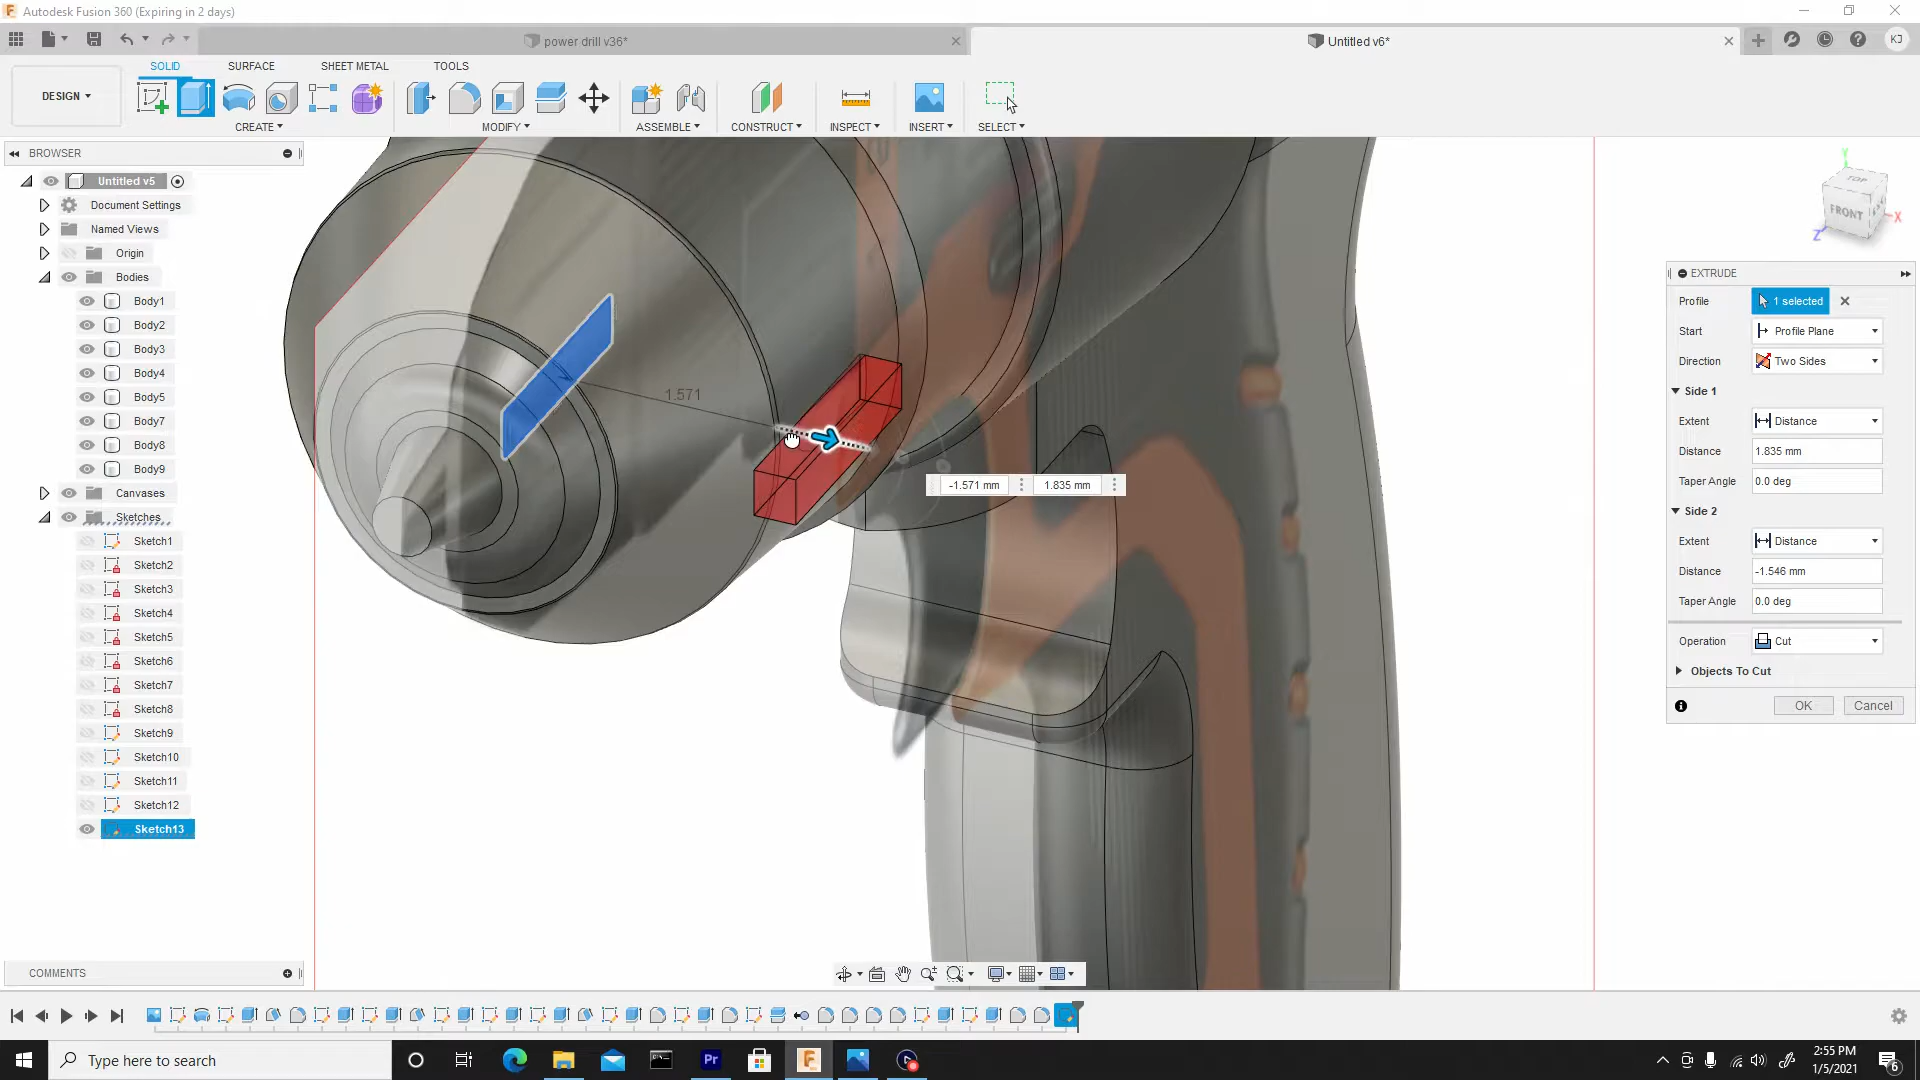 Autodesk Fusion 360 (Expiring in 2 days)
power drill v36*
Untitled v6*
KJ
DESIGN
SOLID
SURFACE
SHEET METAL
TOOLS
CREATE
MODIFY
ASSEMBLE
CONSTRUCT
INSPECT
INSERT
SELECT
BROWSER
Untitled v5
Document Settings
Named Views
Origin
Bodies
Body1
Body2
Body3
Body4
Body5
Body7
Body8
Body9
Canvases
Sketches
Sketch1
Sketch2
Sketch3
Sketch4
Sketch5
Sketch6
Sketch7
Sketch8
Sketch9
Sketch10
Sketch11
Sketch12
Sketch13
COMMENTS
1.571
-1.571 mm
1.835 mm
Y
TOP
FRONT
X
Z
EXTRUDE
Profile
1 selected
Start
Profile Plane
Direction
Two Sides
Side 1
Extent
Distance
Distance
1.835 mm
Taper Angle
0.0 deg
Side 2
Extent
Distance
Distance
-1.546 mm
Taper Angle
0.0 deg
Operation
Cut
Objects To Cut
OK
Cancel
Type here to search
Pr
2:55 PM
1/5/2021
6